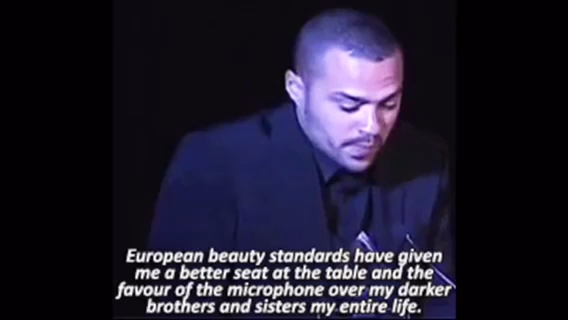 European beauty standards have given
me a better seat at the table and the
favour of the microphone over my darker
brothers and sisters my entire life.